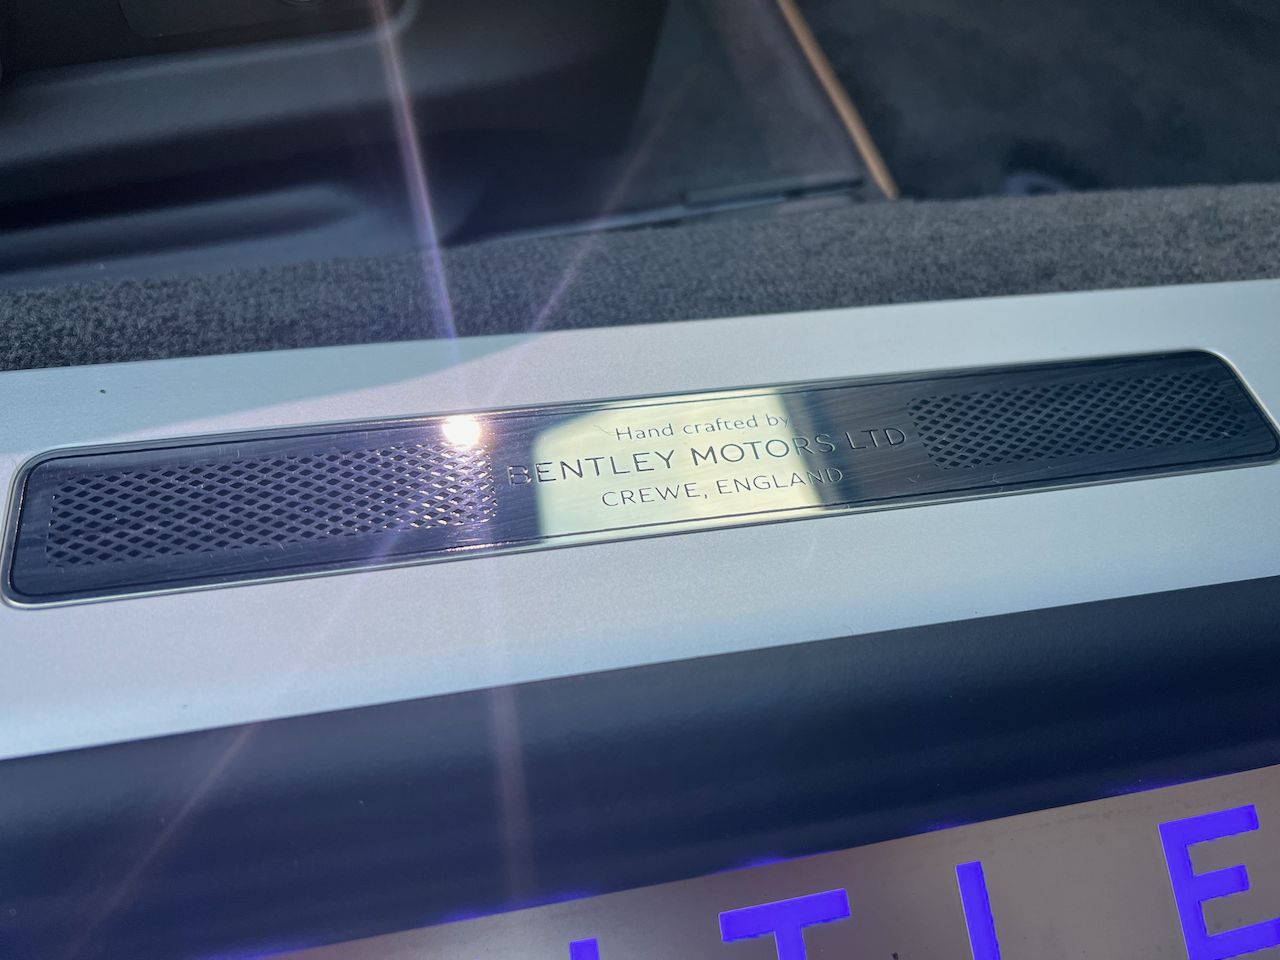 Hand crafted by
BENTLEY MOTORS LTD
CREWE, ENGLAND
I T I E